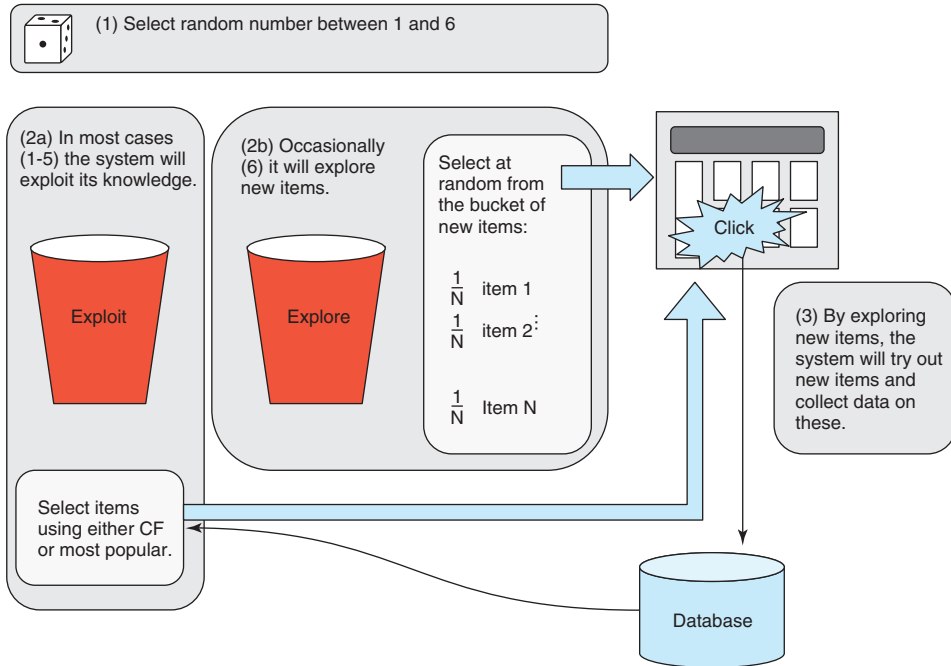 (1) Select random number between 1 and 6
(2a) In most cases
(1-5) the system will
exploit its knowledge.
Exploit
Select items
using either CF
or most popular.
(2b) Occasionally
(6) it will explore
new items.
Explore
Select at
random from
the bucket of
new items:
1/N item 1
1/N item 2⋮
1/N Item N
Click
(3) By exploring
new items, the
system will try out
new items and
collect data on
these.
Database